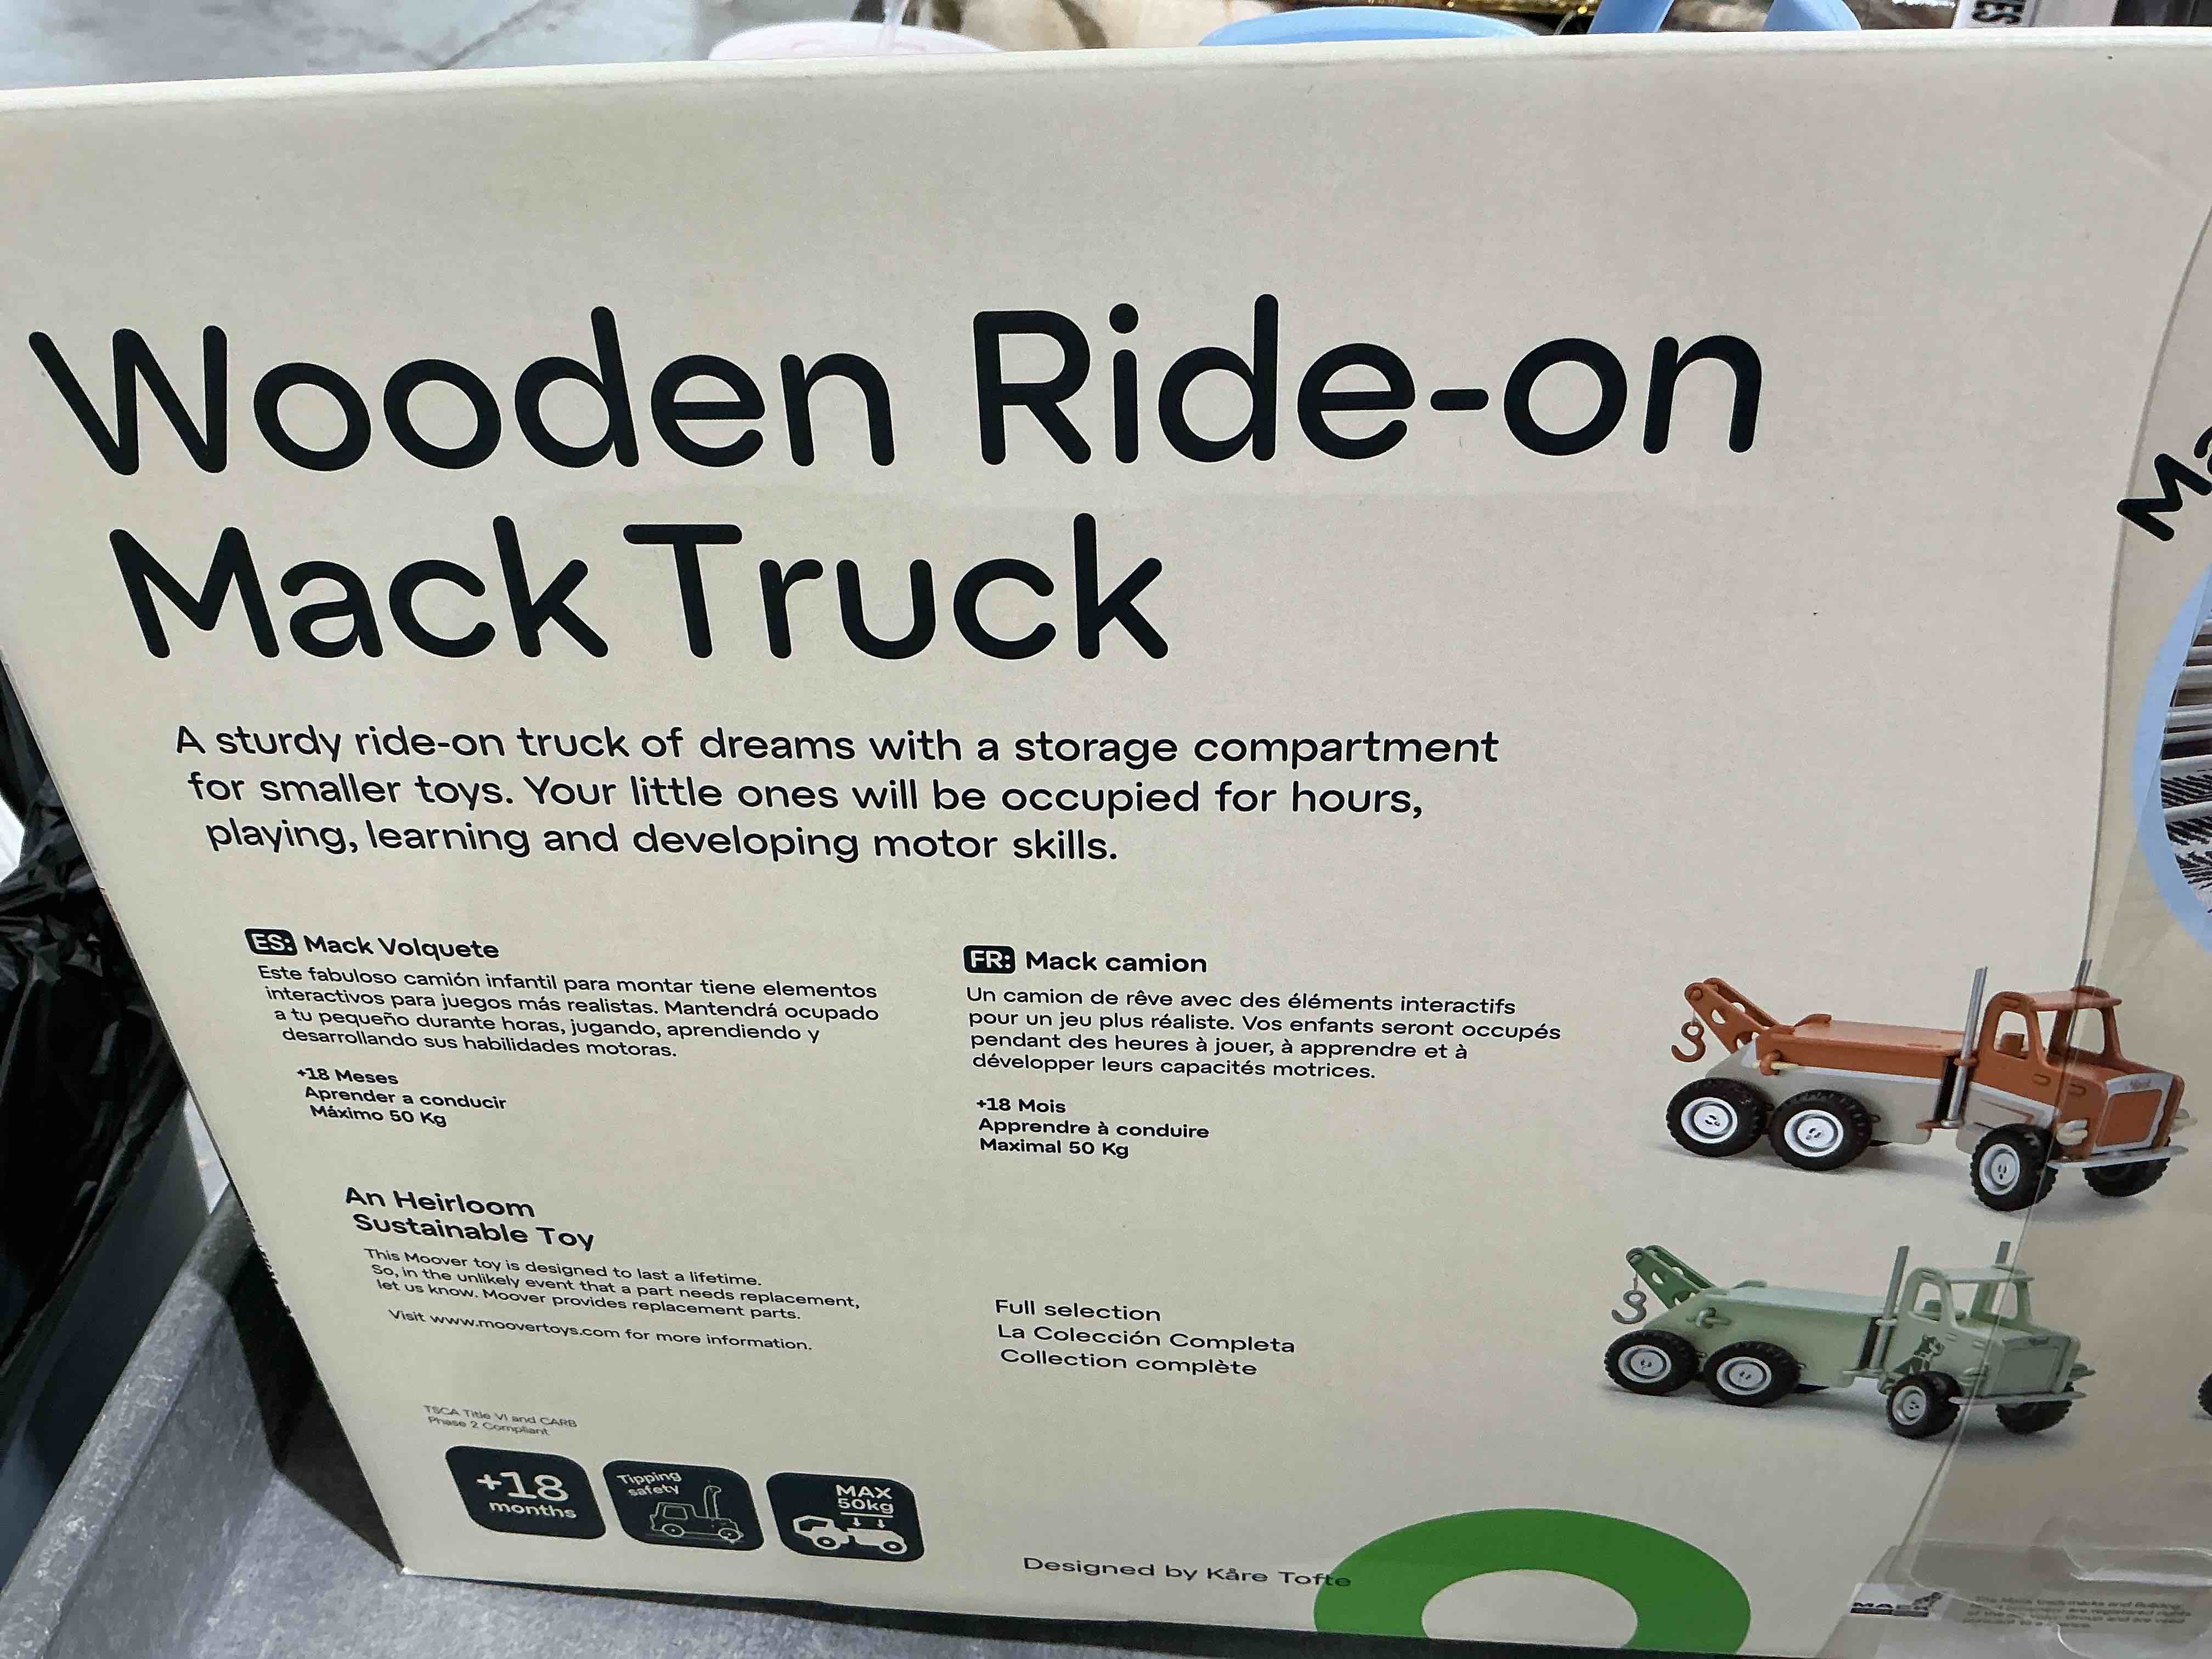 Wooden Ride-on
Mack Truck
A sturdy ride-on truck of dreams with a storage compartment
for smaller toys. Your little ones will be occupied for hours,
playing, learning and developing motor skills.
ES: Mack Volquete
Este fabuloso camión infantil para montar tiene elementos
interactivos para juegos más realistas. Mantendrá ocupado
a tu pequeño durante horas, jugando, aprendiendo y
desarrollando sus habilidades motoras.
+18 Meses
Aprender a conducir
Máximo 50 Kg
FR: Mack camion
Un camion de rêve avec des éléments interactifs
pour un jeu plus réaliste. Vos enfants seront occupés
pendant des heures à jouer, à apprendre et à
développer leurs capacités motrices.
+18 Mois
Apprendre à conduire
Maximal 50 Kg
An Heirloom
Sustainable Toy
This Moover toy is designed to last a lifetime.
So, in the unlikely event that a part needs replacement,
let us know. Moover provides replacement parts.
Visit www.moovertoys.com for more information.
Full selection
La Colección Completa
Collection complète
TSCA Title VI and CARB
Phase 2 Compliant
+18
months
Tipping
safety
MAX
50kg
Designed by Kåre Tofte
MACK